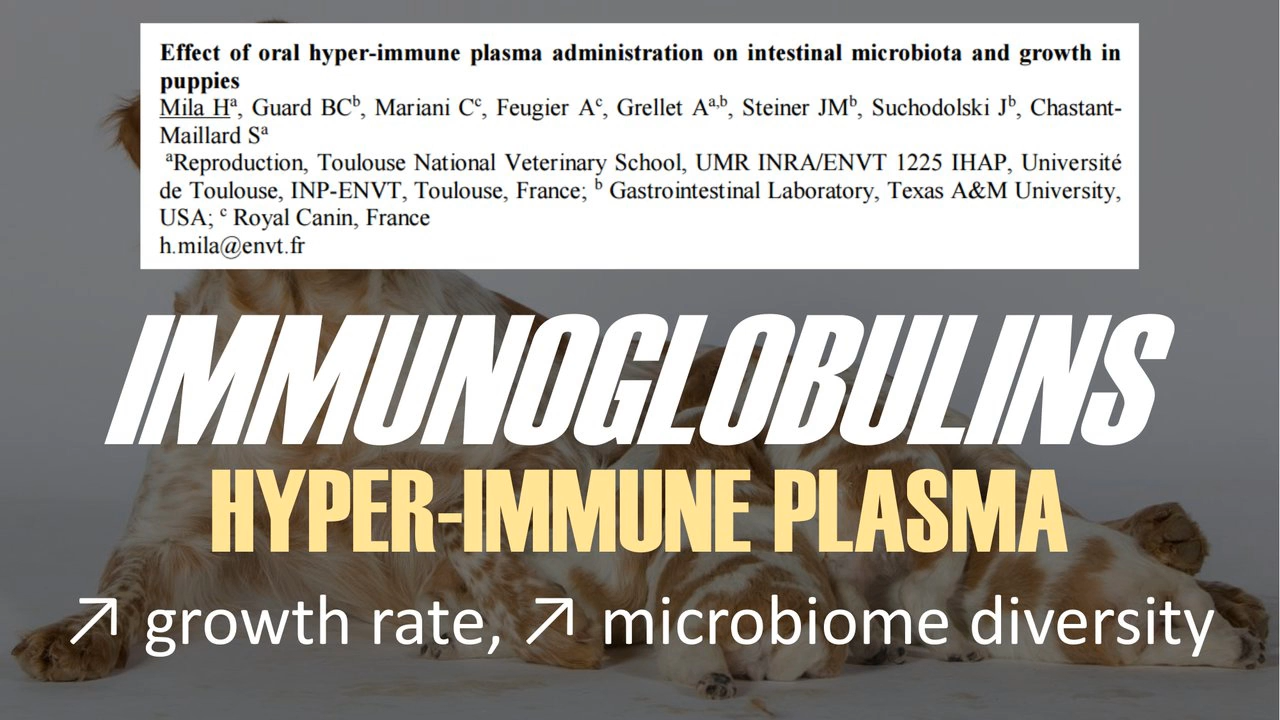 Effect of oral hyper-immune plasma administration on intestinal microbiota and growth in
puppies
Mila Hᵃ, Guard BCᵇ, Mariani Cᶜ, Feugier Aᶜ, Grellet Aᵃ,ᵇ, Steiner JMᵇ, Suchodolski Jᵇ, Chastant-
Maillard Sᵃ
ᵃReproduction, Toulouse National Veterinary School, UMR INRA/ENVT 1225 IHAP, Université
de Toulouse, INP-ENVT, Toulouse, France; ᵇ Gastrointestinal Laboratory, Texas A&M University,
USA; ᶜ Royal Canin, France
h.mila@envt.fr
IMMUNOGLOBULINS
HYPER-IMMUNE PLASMA
↗ growth rate, ↗ microbiome diversity